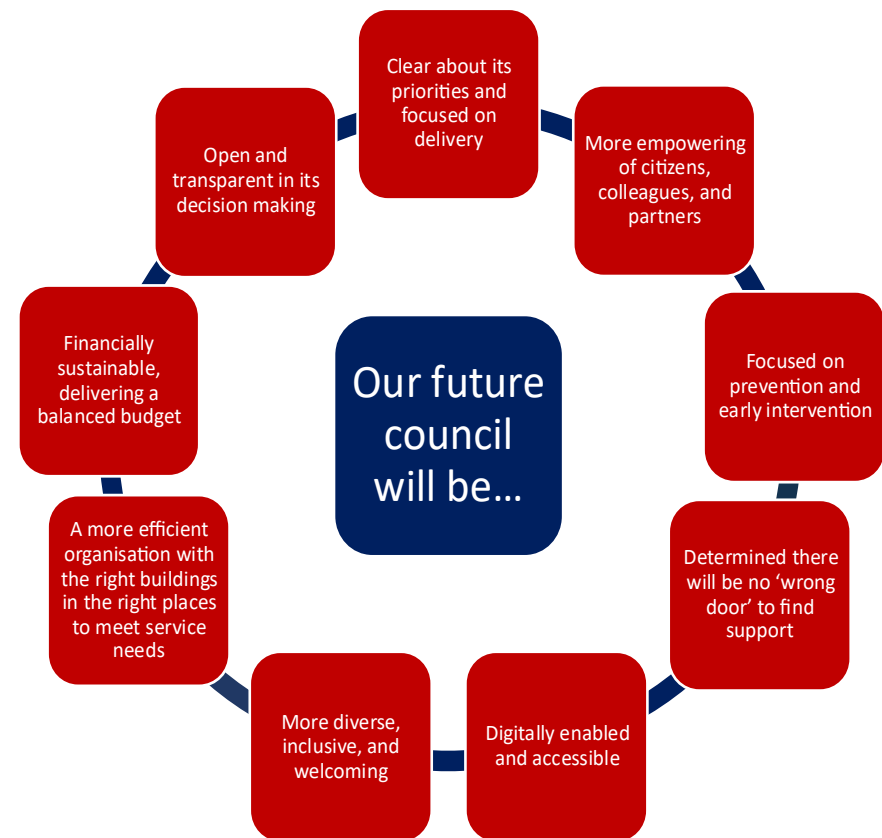 Clear about its
priorities and
focused on
delivery
More empowering
of citizens,
colleagues, and
partners
Focused on
prevention and
early intervention
Determined there
will be no ‘wrong
door’ to find
support
Digitally enabled
and accessible
More diverse,
inclusive, and
welcoming
A more efficient
organisation with
the right buildings
in the right places
to meet service
needs
Financially
sustainable,
delivering a
balanced budget
Open and
transparent in its
decision making
Our future
council
will be...